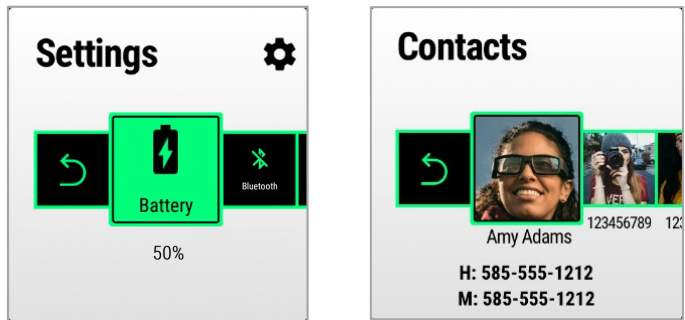 Settings
Battery
Bluetooth
50%
Contacts
Amy Adams
123456789
H: 585-555-1212
M: 585-555-1212